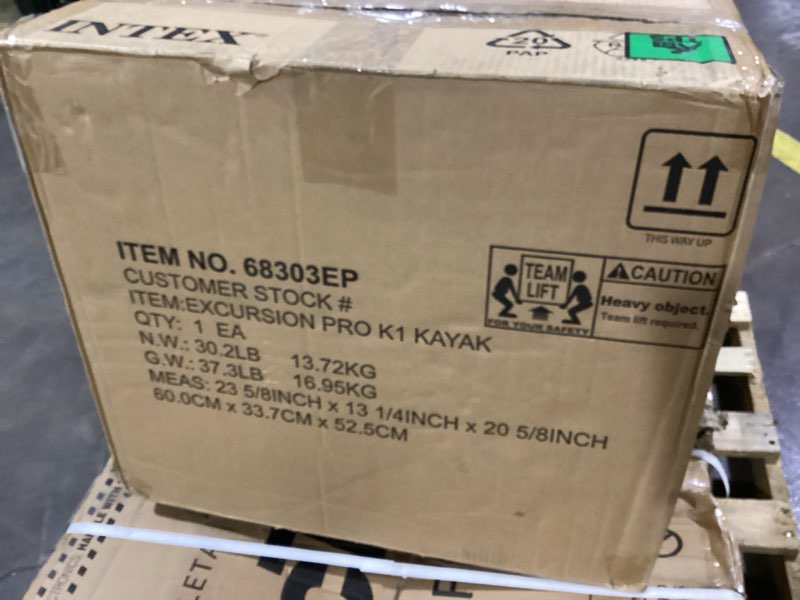 INTEX
20
PAP
THIS WAY UP
ITEM NO. 68303EP
CUSTOMER STOCK #
ITEM:EXCURSION PRO K1 KAYAK
QTY: 1 EA
N.W.: 30.2LB 13.72KG
G.W.: 37.3LB 16.95KG
MEAS: 23 5/8INCH x 13 1/4INCH x 20 5/8INCH
60.0CM x 33.7CM x 52.5CM
TEAM
LIFT
FOR YOUR SAFETY
CAUTION
Heavy object.
Team lift required.